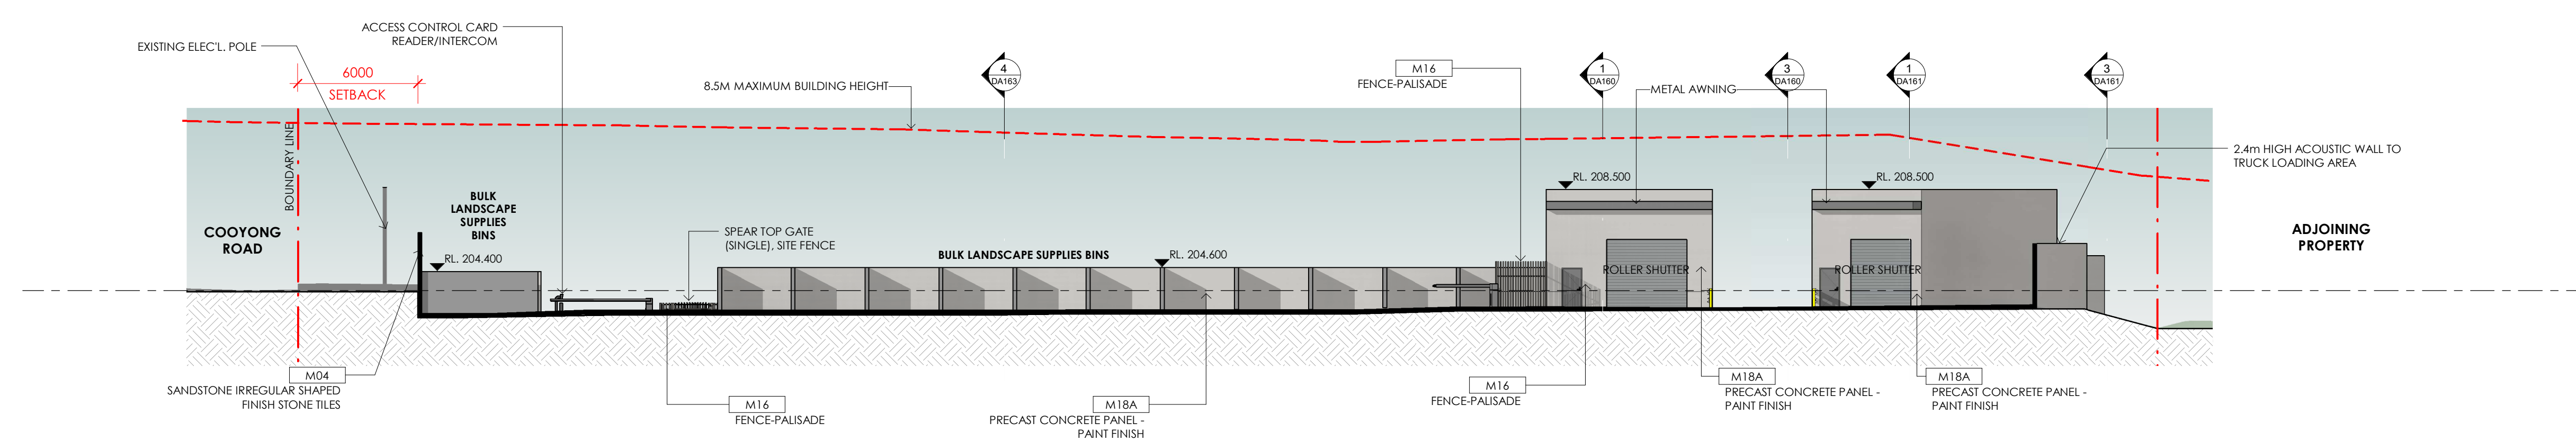 ACCESS CONTROL CARD
READER/INTERCOM
EXISTING ELEC'L. POLE
6000
SETBACK
BOUNDARY LINE
8.5M MAXIMUM BUILDING HEIGHT
4
DA163
M16
FENCE-PALISADE
1
DA160
3
DA160
1
DA161
3
DA161
METAL AWNING
2.4m HIGH ACOUSTIC WALL TO
TRUCK LOADING AREA
RL. 208.500
RL. 208.500
COOYONG
ROAD
BULK
LANDSCAPE
SUPPLIES
BINS
RL. 204.400
SPEAR TOP GATE
(SINGLE), SITE FENCE
BULK LANDSCAPE SUPPLIES BINS
RL. 204.600
ROLLER SHUTTER
ROLLER SHUTTER
ADJOINING
PROPERTY
M04
SANDSTONE IRREGULAR SHAPED
FINISH STONE TILES
M16
FENCE-PALISADE
M18A
PRECAST CONCRETE PANEL -
PAINT FINISH
M16
FENCE-PALISADE
M18A
PRECAST CONCRETE PANEL -
PAINT FINISH
M18A
PRECAST CONCRETE PANEL -
PAINT FINISH